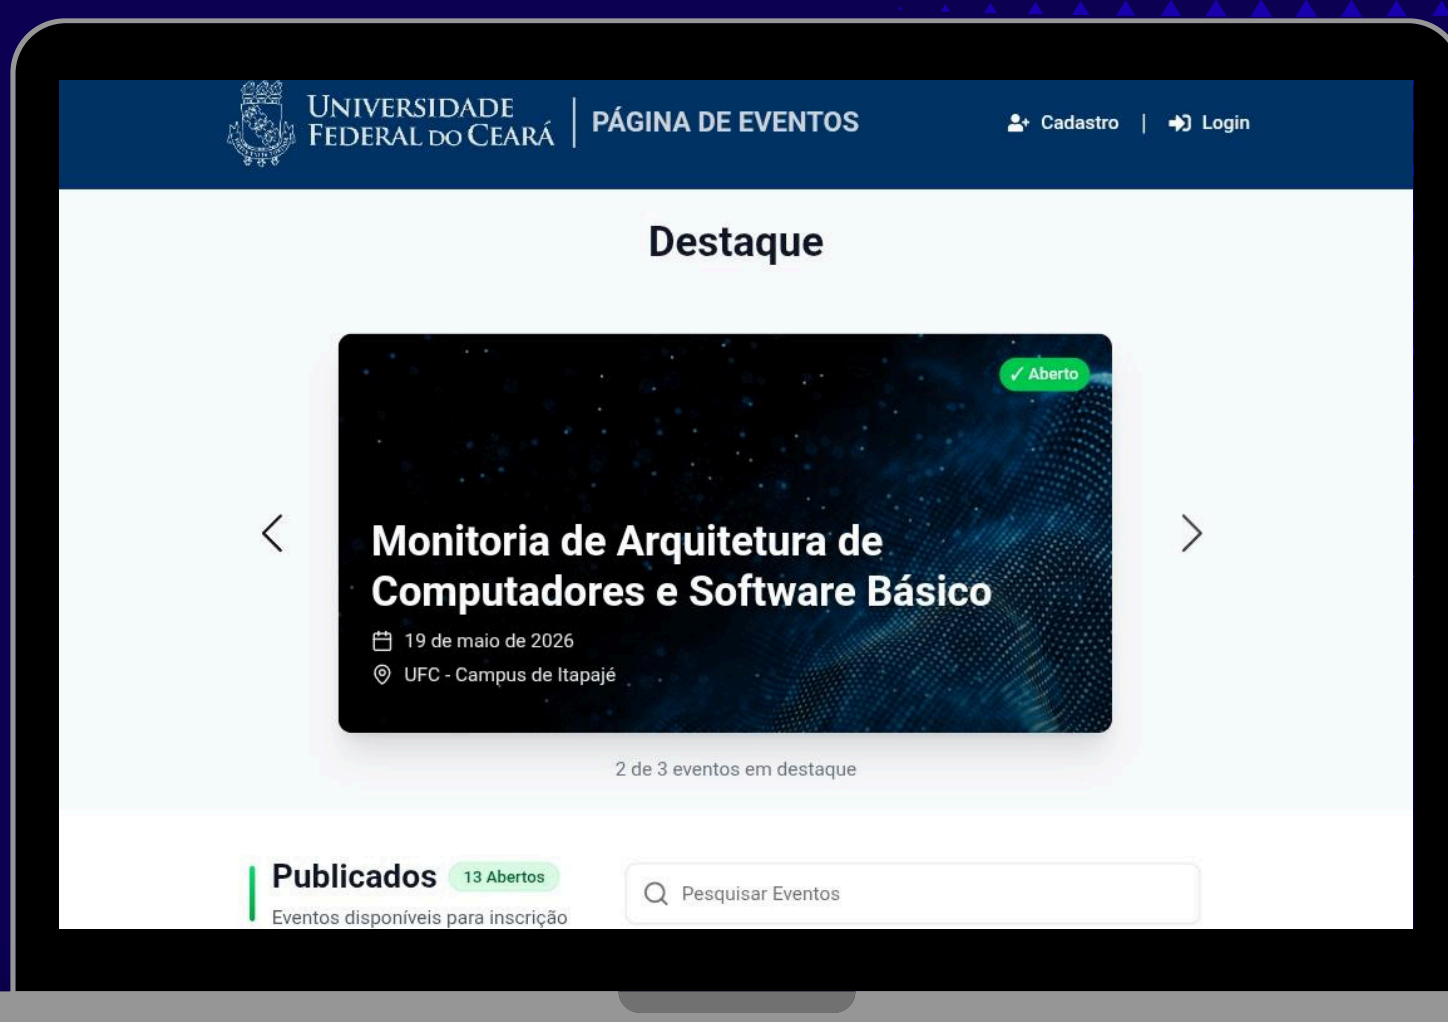 UNIVERSIDADE
FEDERAL DO CEARÁ
PÁGINA DE EVENTOS
Cadastro | Login
Destaque
✓ Aberto
Monitoria de Arquitetura de
Computadores e Software Básico
19 de maio de 2026
UFC - Campus de Itapajé
2 de 3 eventos em destaque
Publicados 13 Abertos
Eventos disponíveis para inscrição
Pesquisar Eventos